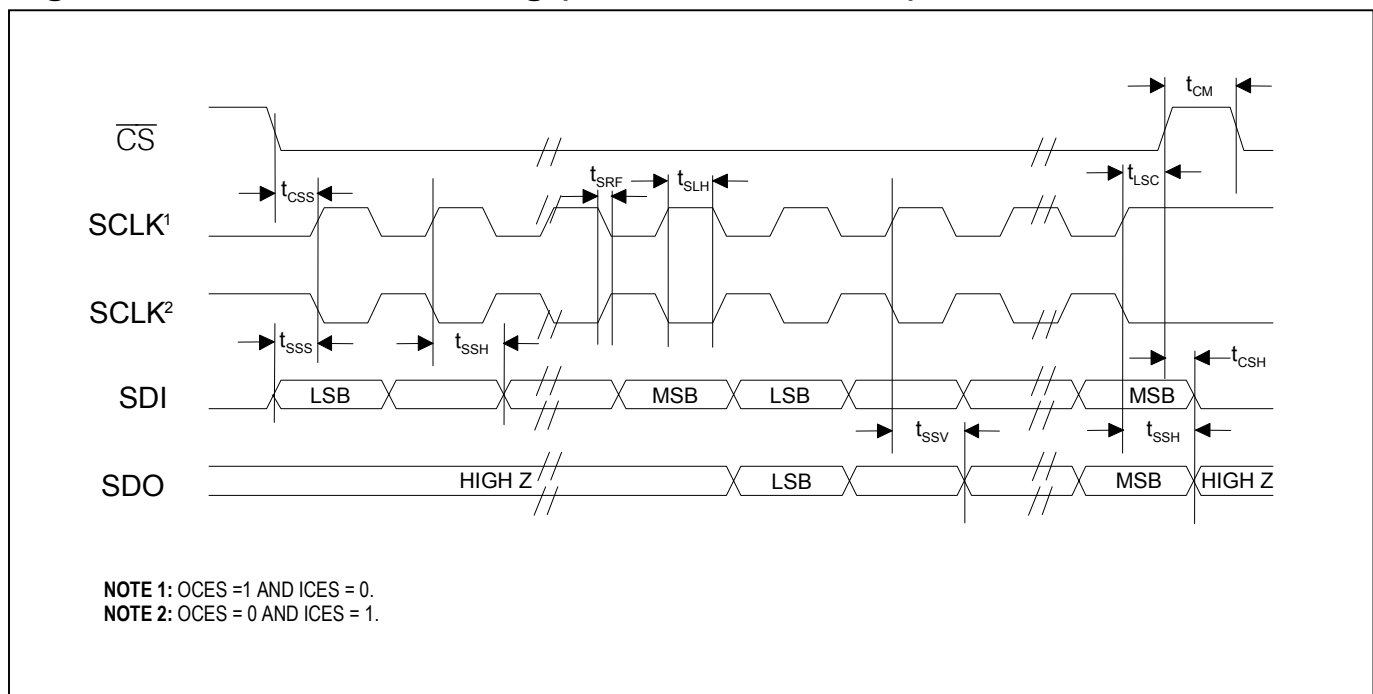 t_CM
CS
t_LSC
t_CSS
t_SRF
t_SLH
SCLK¹
SCLK²
t_SSS
t_SSH
t_CSH
SDI LSB MSB LSB MSB
t_SSV
t_SSH
SDO HIGH Z LSB MSB HIGH Z
NOTE 1: OCES =1 AND ICES = 0.
NOTE 2: OCES = 0 AND ICES = 1.